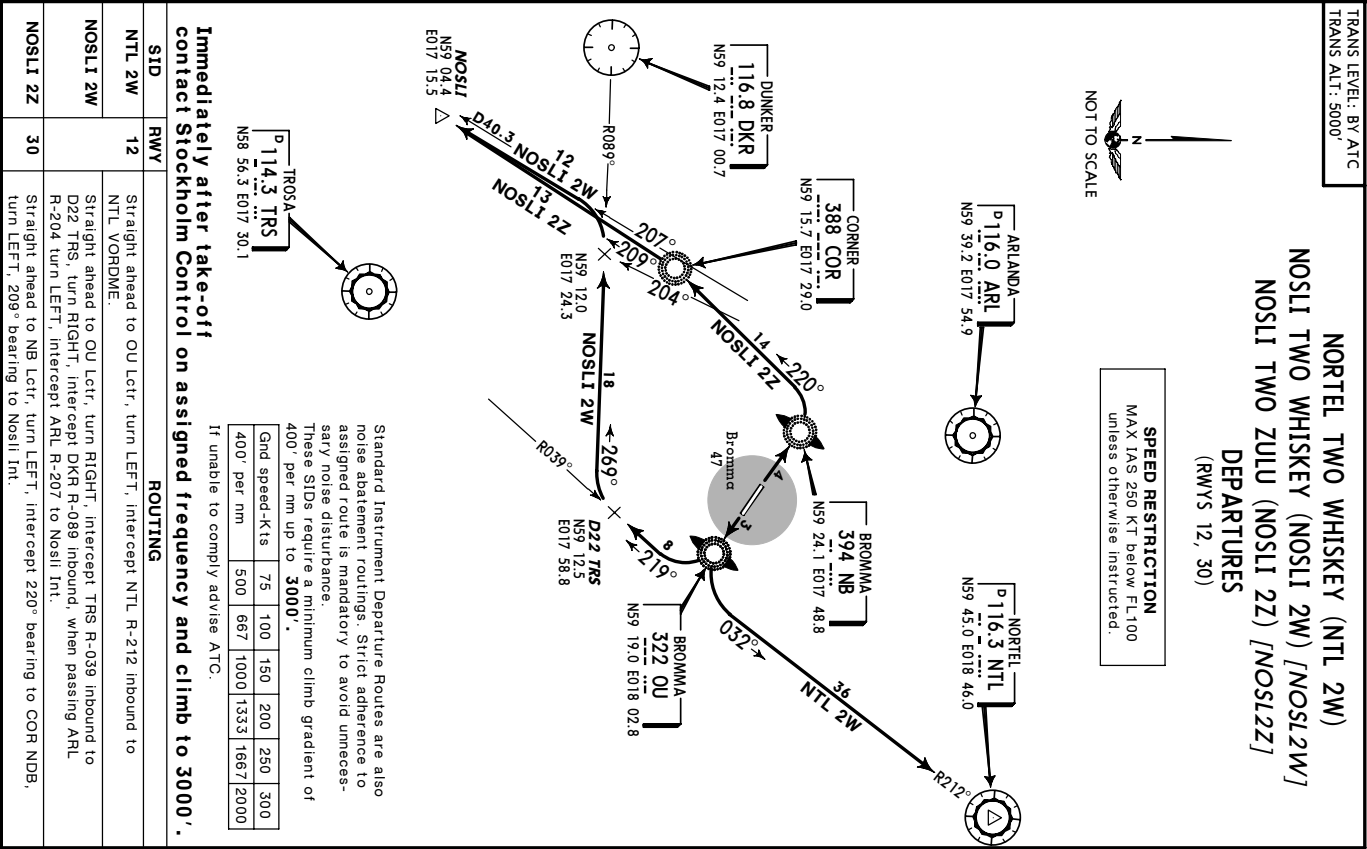 TRANS LEVEL: BY ATC
TRANS ALT: 5000'
NORTEL TWO WHISKEY (NTL 2W)
NOSLI TWO WHISKEY (NOSLI 2W) [NOSL2W]
NOSLI TWO ZULU (NOSLI 2Z) [NOSL2Z]
DEPARTURES
(RWYS 12, 30)
SPEED RESTRICTION
MAX IAS 250 KT below FL100
unless otherwise instructed.
N
NOT TO SCALE
ARLANDA
D 116.0 ARL
N59 39.2 E017 54.9
NORTEL
D 116.3 NTL
N59 45.0 E018 46.0
R212°
36
NTL 2W
032°
CORNER
388 COR
N59 15.7 E017 29.0
BROMMA
394 NB
N59 24.1 E017 48.8
DUNKER
116.8 DKR
N59 12.4 E017 00.7
220°
14
NOSLI 2Z
4
Bromma
47
3
BROMMA
322 OU
N59 19.0 E018 02.8
R089°
207°
209°
204°
N59 12.0
E017 24.3
8
219°
D22 TRS
N59 12.5
E017 58.8
R039°
269°
18
NOSLI 2W
NOSLI
N59 04.4
E017 15.5
D40.3
12
NOSLI 2W
13
NOSLI 2Z
TROSA
D 114.3 TRS
N58 56.3 E017 30.1
Standard Instrument Departure Routes are also
noise abatement routings. Strict adherence to
assigned route is mandatory to avoid unneces-
sary noise disturbance.
These SIDs require a minimum climb gradient of
400' per nm up to 3000'.
Gnd speed-Kts 75 100 150 200 250 300
400' per nm 500 667 1000 1333 1667 2000
If unable to comply advise ATC.
Immediately after take-off
contact Stockholm Control on assigned frequency and climb to 3000'.
SID RWY ROUTING
NTL 2W 12 Straight ahead to OU Lctr, turn LEFT, intercept NTL R-212 inbound to
NTL VORDME.
NOSLI 2W Straight ahead to OU Lctr, turn RIGHT, intercept TRS R-039 inbound to
D22 TRS, turn RIGHT, intercept DKR R-089 inbound, when passing ARL
R-204 turn LEFT, intercept ARL R-207 to Nosli Int.
NOSLI 2Z 30 Straight ahead to NB Lctr, turn LEFT, intercept 220° bearing to COR NDB,
turn LEFT, 209° bearing to Nosli Int.